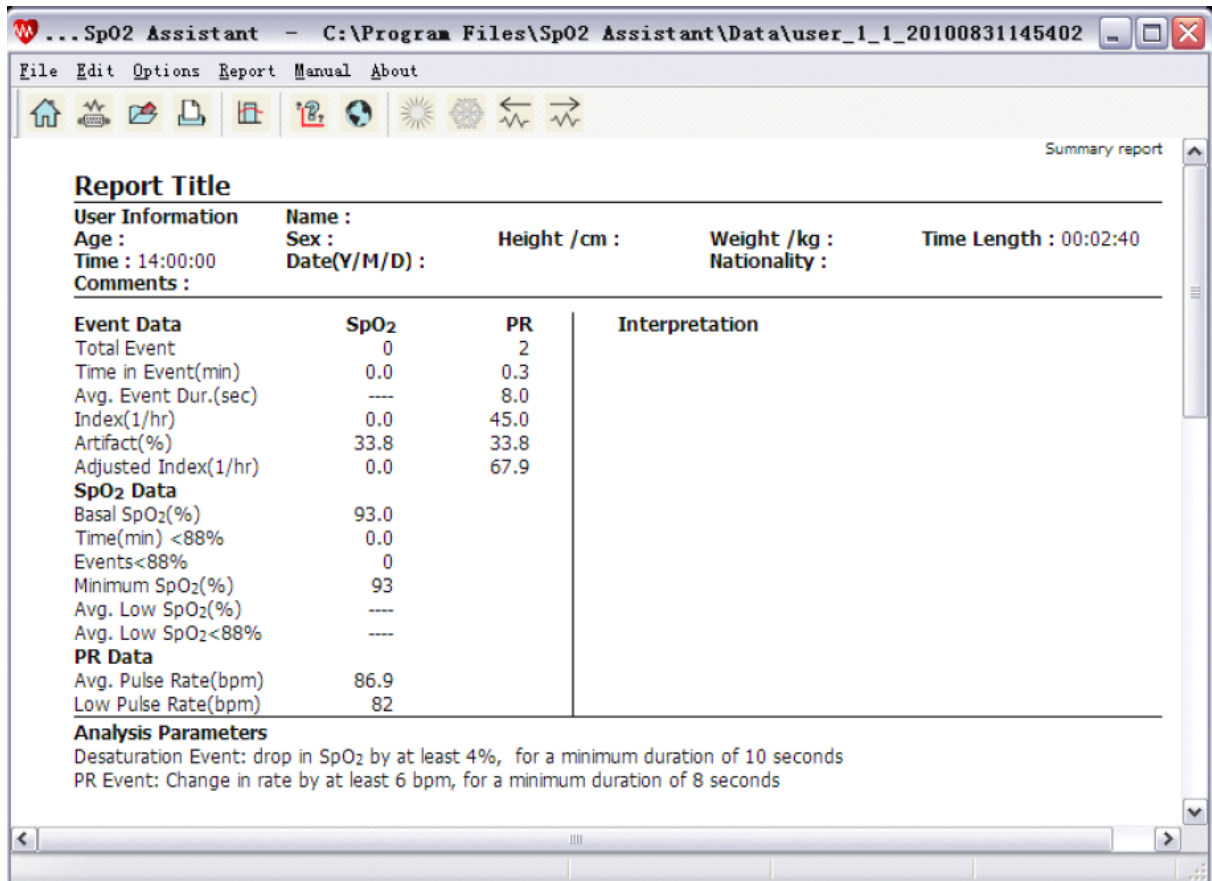 ...SpO2 Assistant - C:\Program Files\SpO2 Assistant\Data\user_1_1_20100831145402
File Edit Options Report Manual About
Summary report
Report Title
User Information Name :
Age : Sex : Height /cm : Weight /kg : Time Length : 00:02:40
Time : 14:00:00 Date(Y/M/D) : Nationality :
Comments :
Event Data SpO2 PR Interpretation
Total Event 0 2
Time in Event(min) 0.0 0.3
Avg. Event Dur.(sec) ---- 8.0
Index(1/hr) 0.0 45.0
Artifact(%) 33.8 33.8
Adjusted Index(1/hr) 0.0 67.9
SpO2 Data
Basal SpO2(%) 93.0
Time(min) <88% 0.0
Events<88% 0
Minimum SpO2(%) 93
Avg. Low SpO2(%) ----
Avg. Low SpO2<88% ----
PR Data
Avg. Pulse Rate(bpm) 86.9
Low Pulse Rate(bpm) 82
Analysis Parameters
Desaturation Event: drop in SpO2 by at least 4%, for a minimum duration of 10 seconds
PR Event: Change in rate by at least 6 bpm, for a minimum duration of 8 seconds